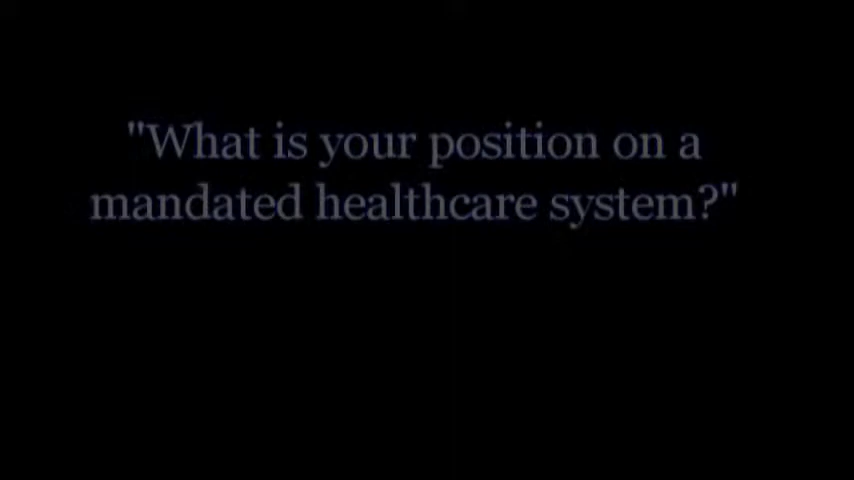 "What is your position on a
mandated healthcare system?"